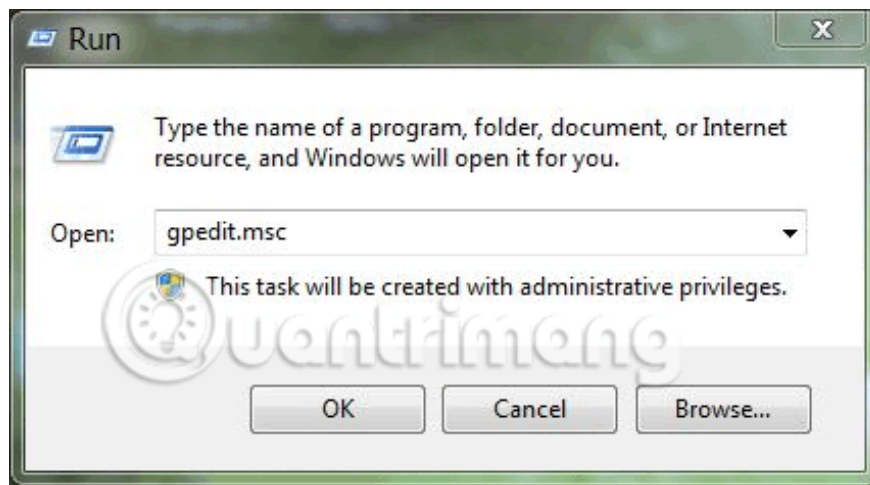 Run
Type the name of a program, folder, document, or Internet
resource, and Windows will open it for you.
Open: gpedit.msc
This task will be created with administrative privileges.
Quantrimang
OK Cancel Browse...